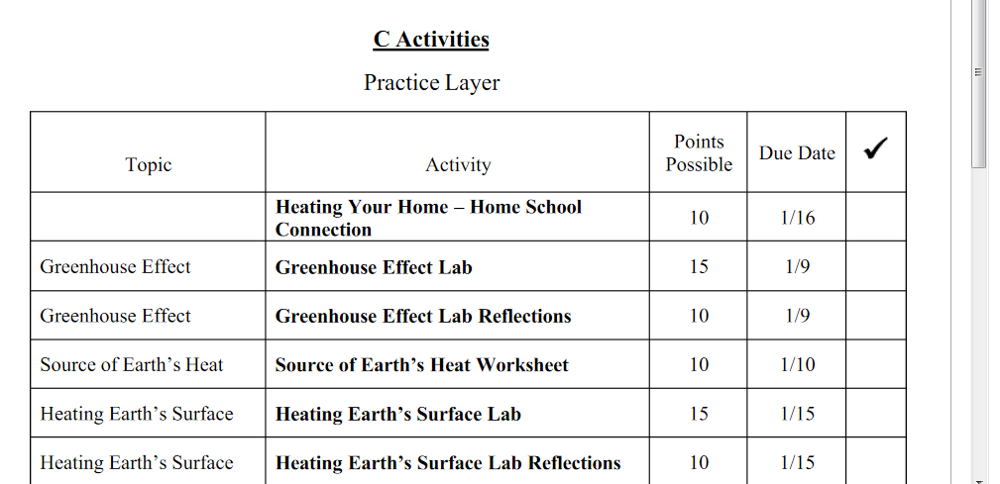 C Activities
Practice Layer
Topic Activity Points Possible Due Date ✓
Heating Your Home – Home School
Connection 10 1/16
Greenhouse Effect Greenhouse Effect Lab 15 1/9
Greenhouse Effect Greenhouse Effect Lab Reflections 10 1/9
Source of Earth’s Heat Source of Earth’s Heat Worksheet 10 1/10
Heating Earth’s Surface Heating Earth’s Surface Lab 15 1/15
Heating Earth’s Surface Heating Earth’s Surface Lab Reflections 10 1/15